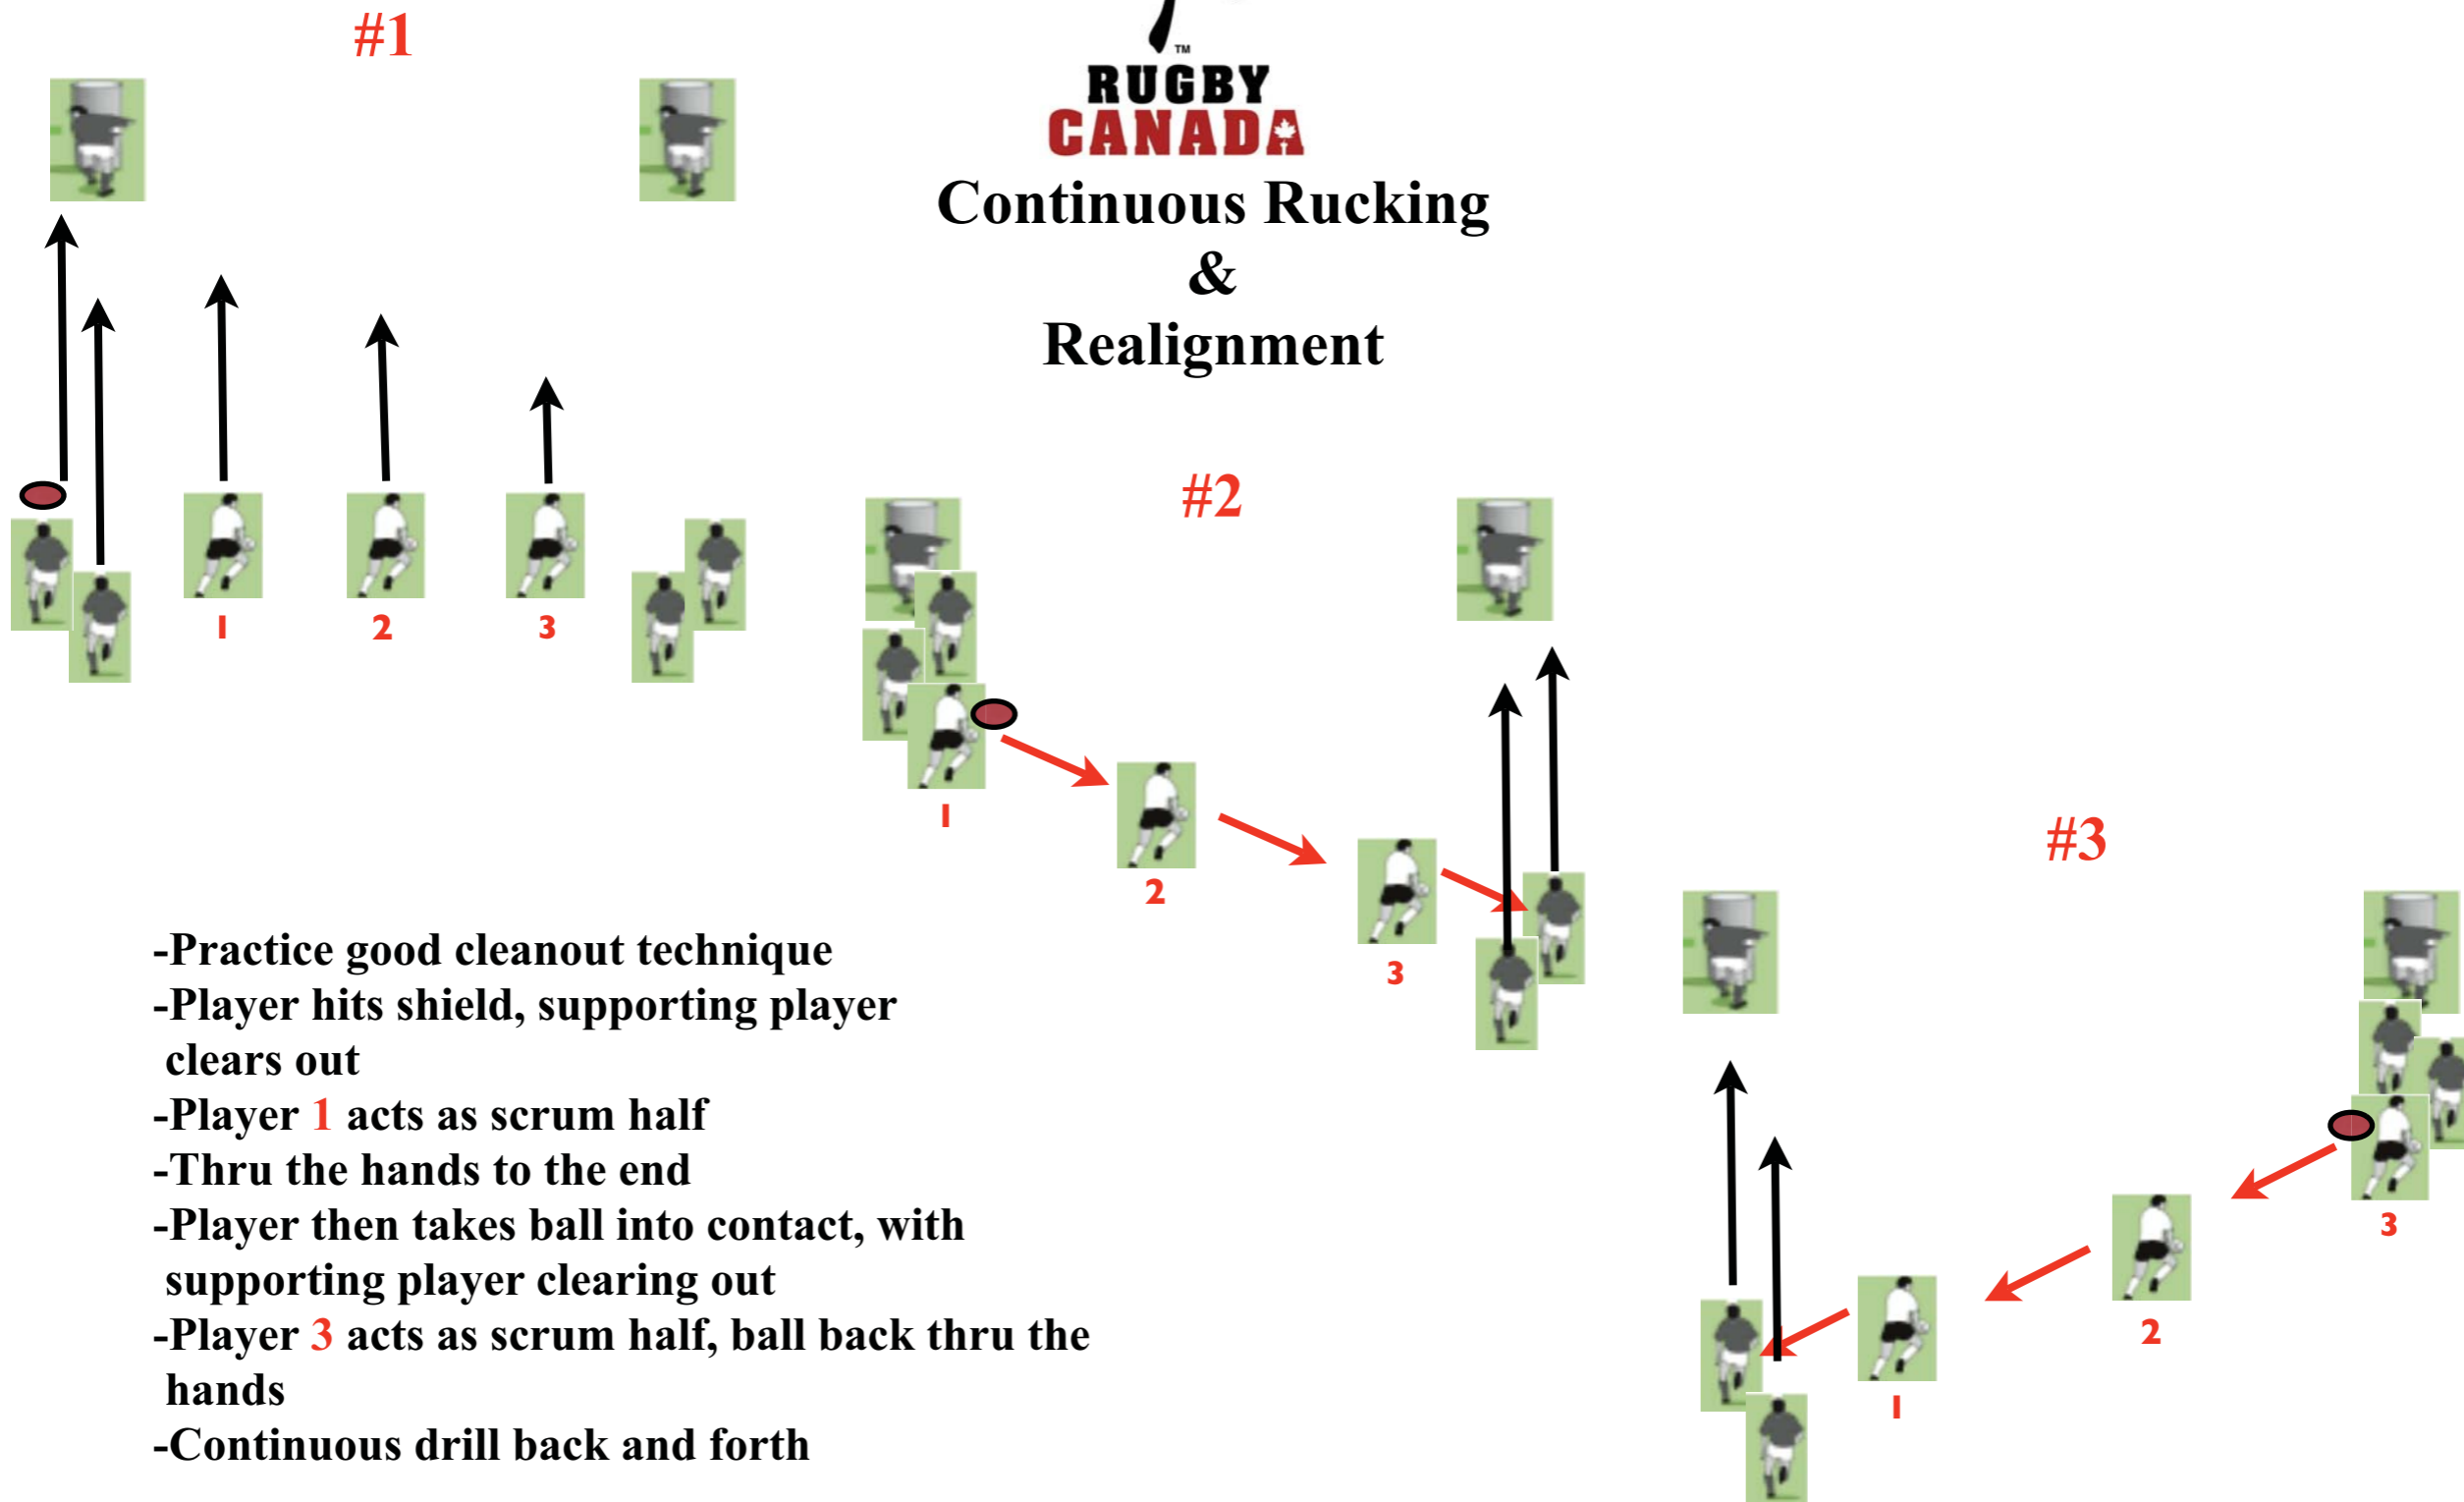 #1
TM
RUGBY
CANADA
Continuous Rucking
&
Realignment
1
2
3
#2
1
2
3
#3
3
2
1
-Practice good cleanout technique
-Player hits shield, supporting player
clears out
-Player 1 acts as scrum half
-Thru the hands to the end
-Player then takes ball into contact, with
supporting player clearing out
-Player 3 acts as scrum half, ball back thru the
hands
-Continuous drill back and forth